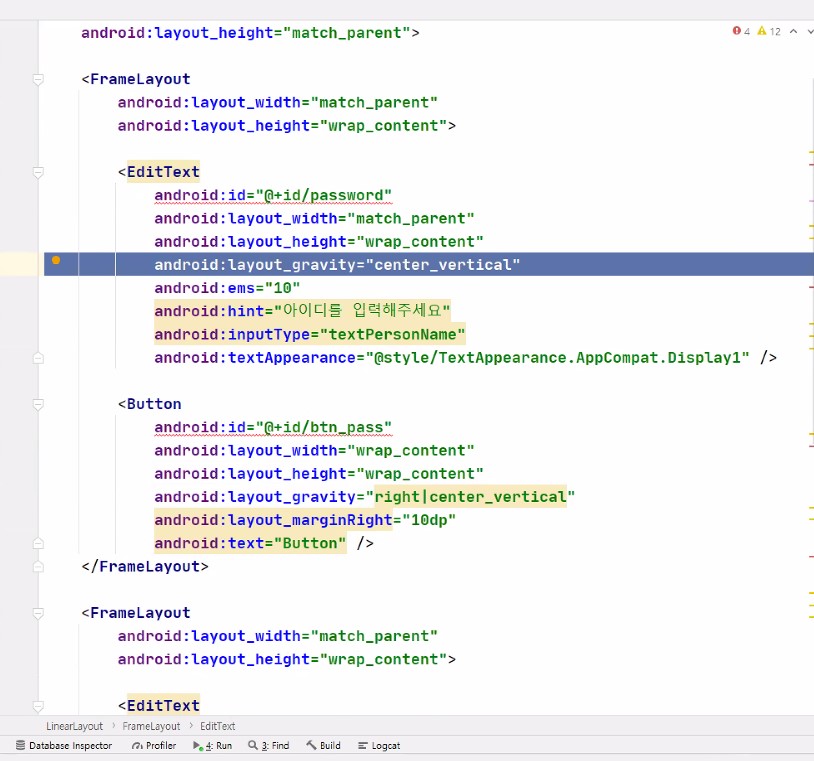 android:layout_height="match_parent">
4 12
<FrameLayout
android:layout_width="match_parent"
android:layout_height="wrap_content">
<EditText
android:id="@+id/password"
android:layout_width="match_parent"
android:layout_height="wrap_content"
android:layout_gravity="center_vertical"
android:ems="10"
android:hint="아이디를 입력해주세요"
android:inputType="textPersonName"
android:textAppearance="@style/TextAppearance.AppCompat.Display1" />
<Button
android:id="@+id/btn_pass"
android:layout_width="wrap_content"
android:layout_height="wrap_content"
android:layout_gravity="right|center_vertical"
android:layout_marginRight="10dp"
android:text="Button" />
</FrameLayout>
<FrameLayout
android:layout_width="match_parent"
android:layout_height="wrap_content">
<EditText
LinearLayout › FrameLayout › EditText
Database Inspector Profiler 4: Run 3: Find Build Logcat